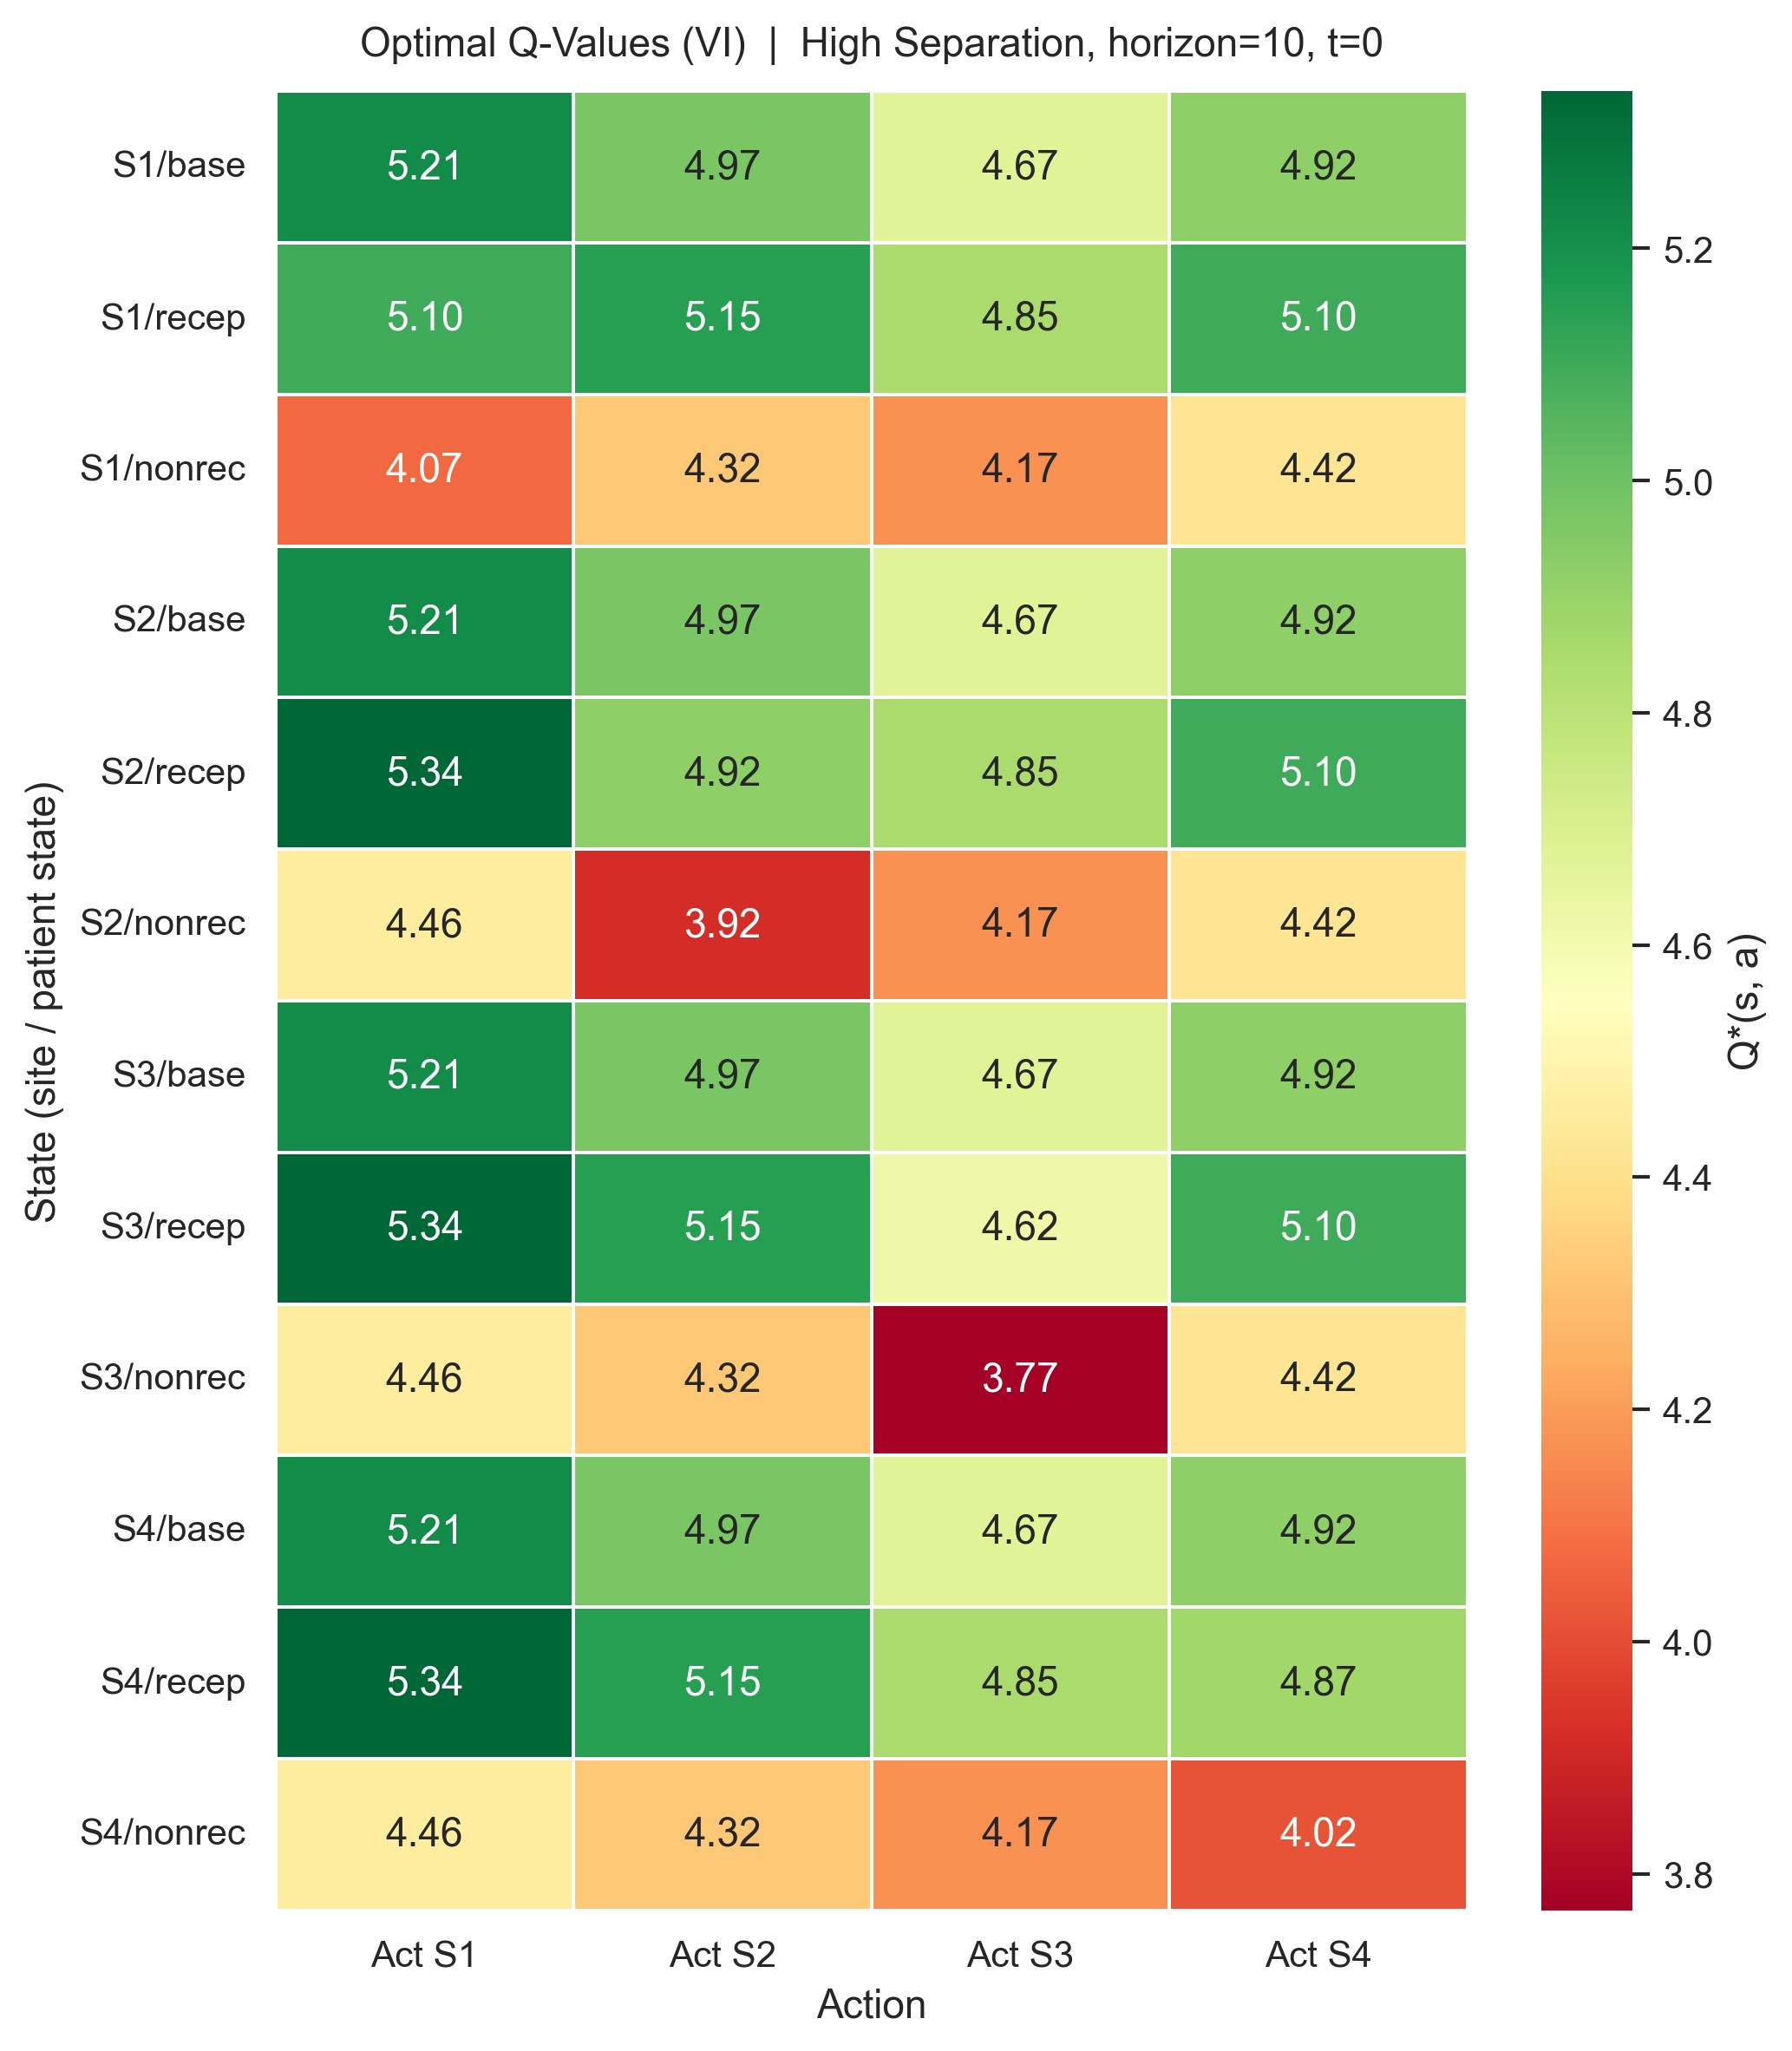 Optimal Q-Values (VI) | High Separation, horizon=10, t=0
State (site / patient state)
S1/base 5.21 4.97 4.67 4.92
S1/recep 5.10 5.15 4.85 5.10
S1/nonrec 4.07 4.32 4.17 4.42
S2/base 5.21 4.97 4.67 4.92
S2/recep 5.34 4.92 4.85 5.10
S2/nonrec 4.46 3.92 4.17 4.42
S3/base 5.21 4.97 4.67 4.92
S3/recep 5.34 5.15 4.62 5.10
S3/nonrec 4.46 4.32 3.77 4.42
S4/base 5.21 4.97 4.67 4.92
S4/recep 5.34 5.15 4.85 4.87
S4/nonrec 4.46 4.32 4.17 4.02
Act S1 Act S2 Act S3 Act S4
Action
5.2
5.0
4.8
4.6
4.4
4.2
4.0
3.8
Q*(s, a)